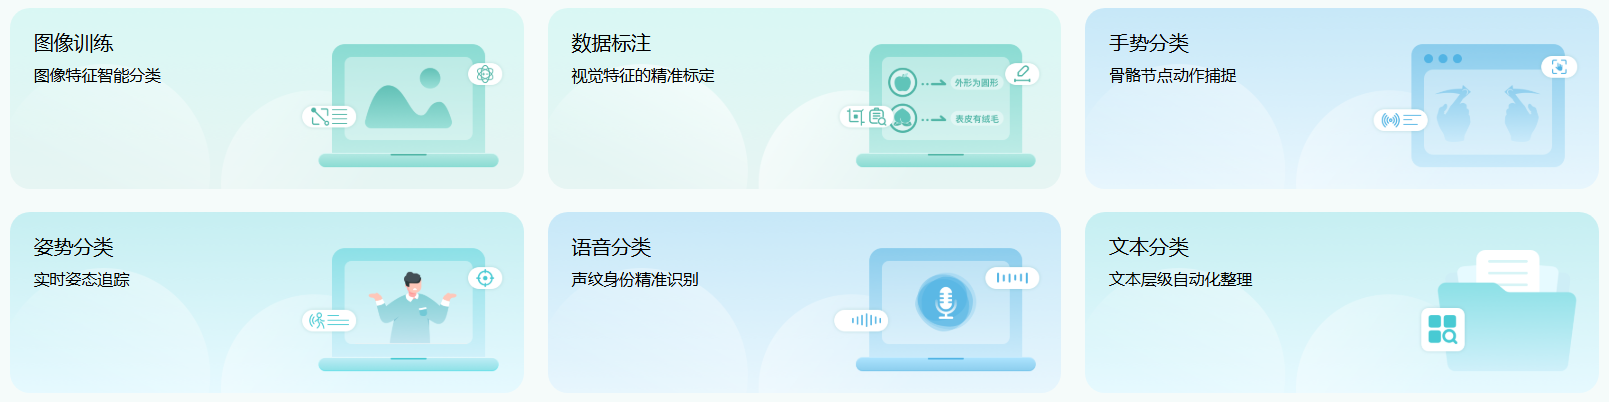 图像训练
图像特征智能分类
数据标注
视觉特征的精准标定
外形为圆形
表皮有绒毛
手势分类
骨骼节点动作捕捉
姿势分类
实时姿态追踪
语音分类
声纹身份精准识别
文本分类
文本层级自动化整理